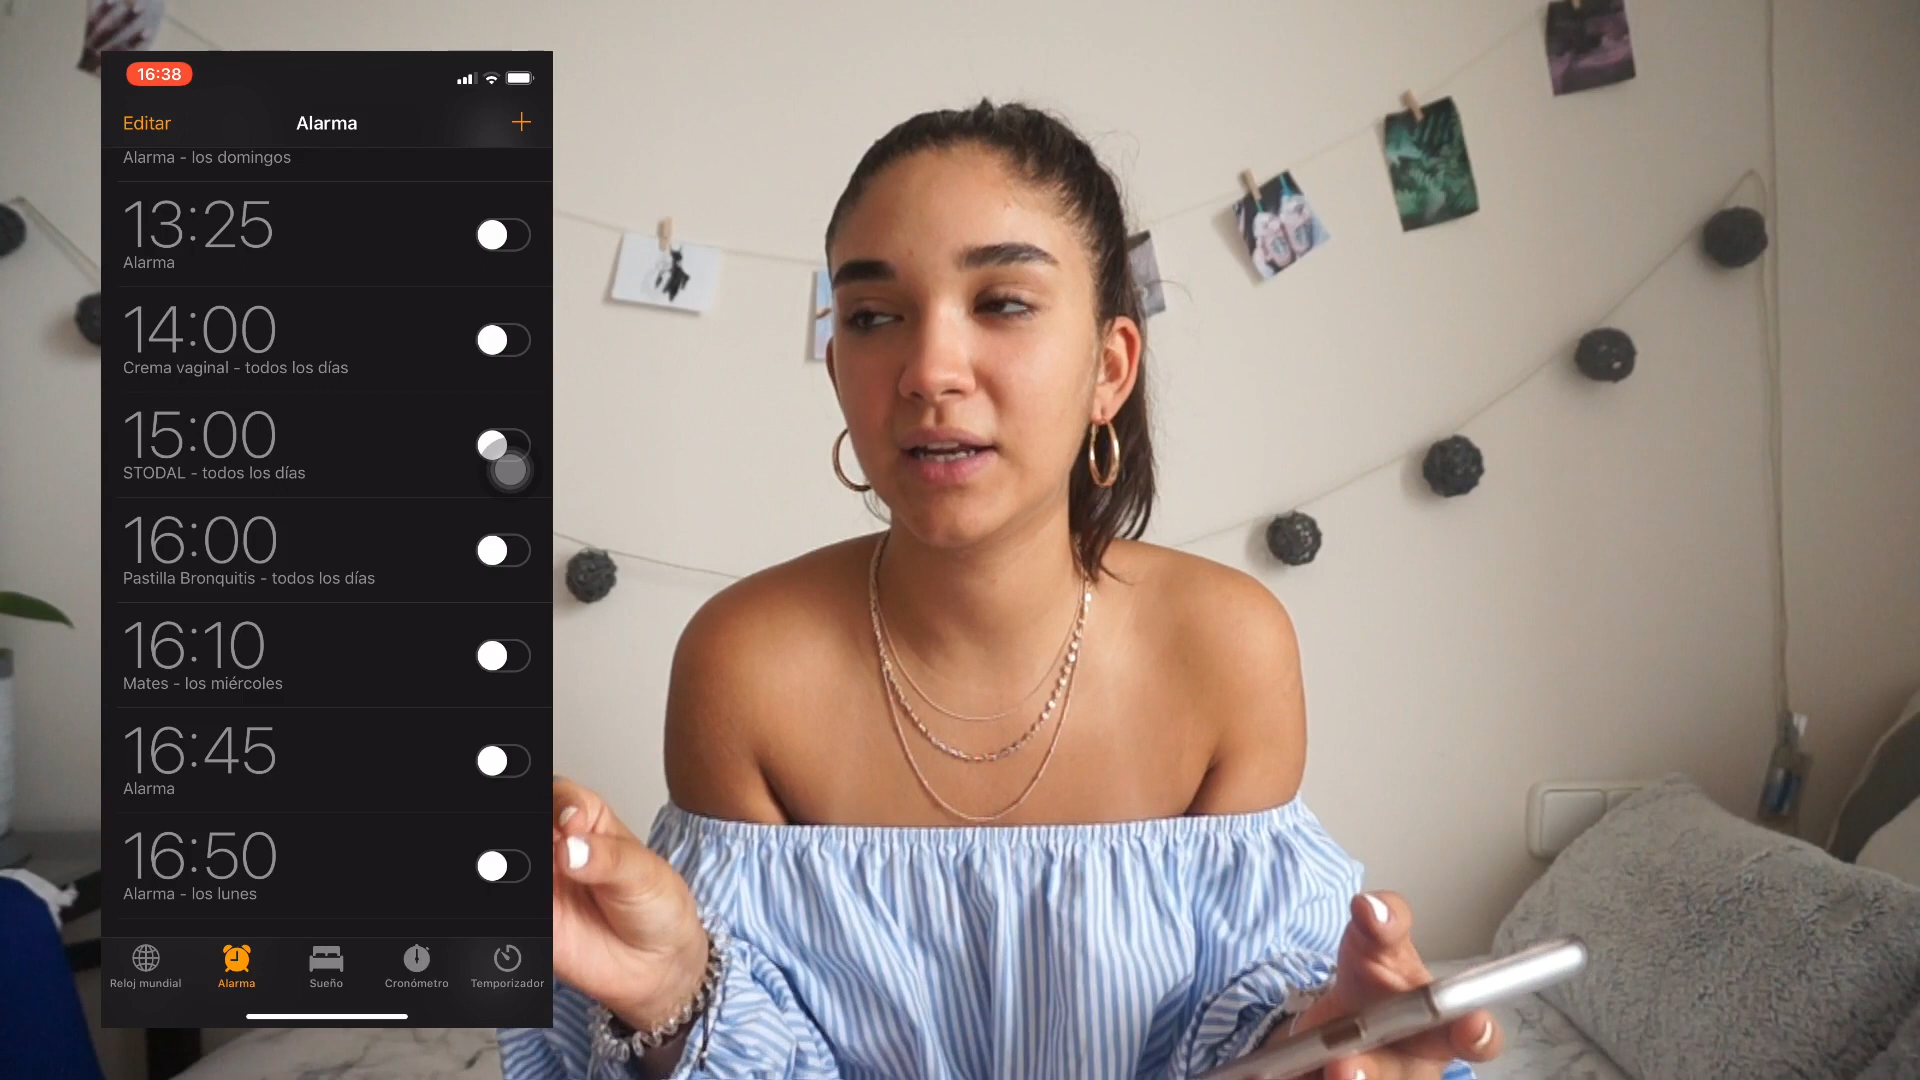 16:38
Editar
Alarma
+
Alarma - los domingos
13:25
Alarma
14:00
Crema vaginal - todos los días
15:00
STODAL - todos los días
16:00
Pastilla Bronquitis - todos los días
16:10
Mates - los miércoles
16:45
Alarma
16:50
Alarma - los lunes
Reloj mundial
Alarma
Sueño
Cronómetro
Temporizador